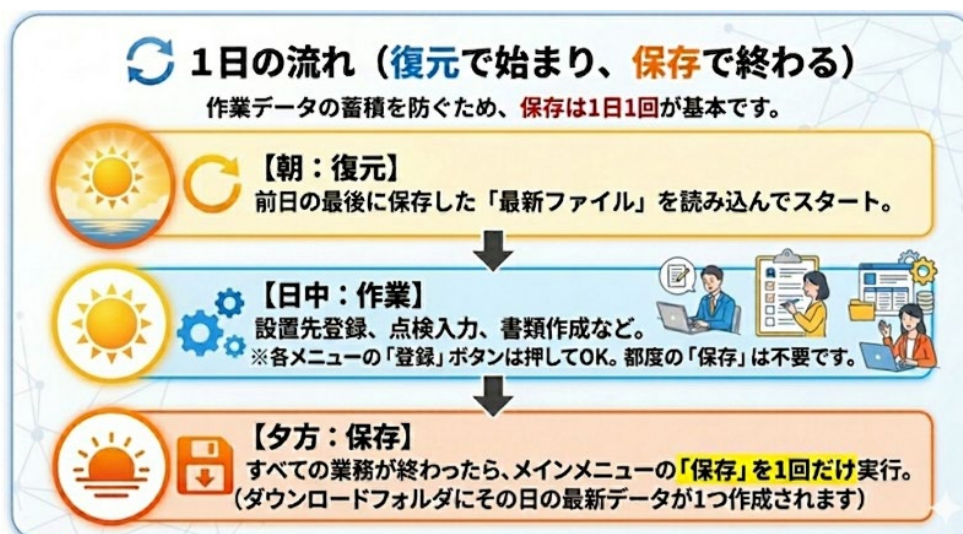 1日の流れ（復元で始まり、保存で終わる）
作業データの蓄積を防ぐため、保存は1日1回が基本です。
【朝：復元】
前日の最後に保存した「最新ファイル」を読み込んでスタート。
【日中：作業】
設置先登録、点検入力、書類作成など。
※各メニューの「登録」ボタンは押してOK。都度の「保存」は不要です。
【夕方：保存】
すべての業務が終わったら、メインメニューの「保存」を1回だけ実行。
（ダウンロードフォルダにその日の最新データが1つ作成されます）